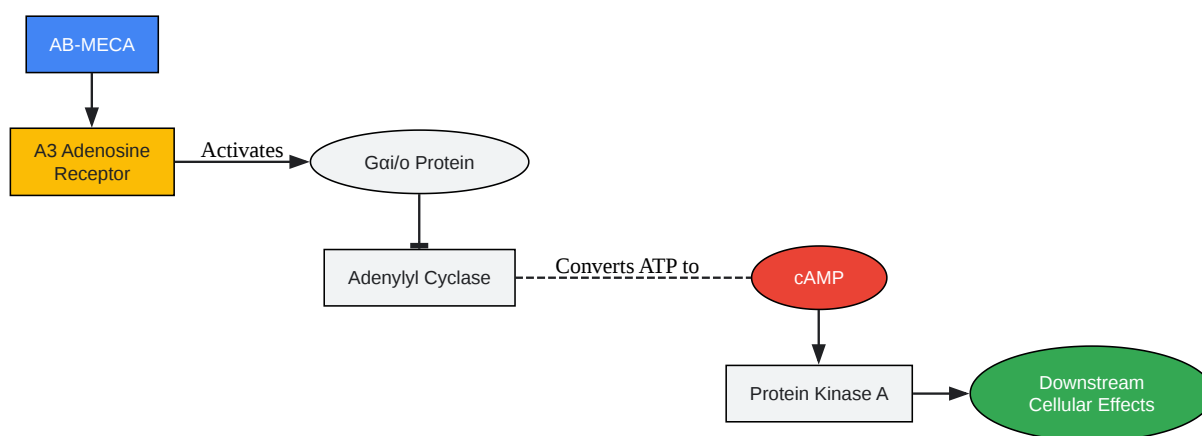 AB-MECA
A3 Adenosine
Receptor
Activates
Gαi/o Protein
Adenylyl Cyclase
Converts ATP to
cAMP
Protein Kinase A
Downstream
Cellular Effects